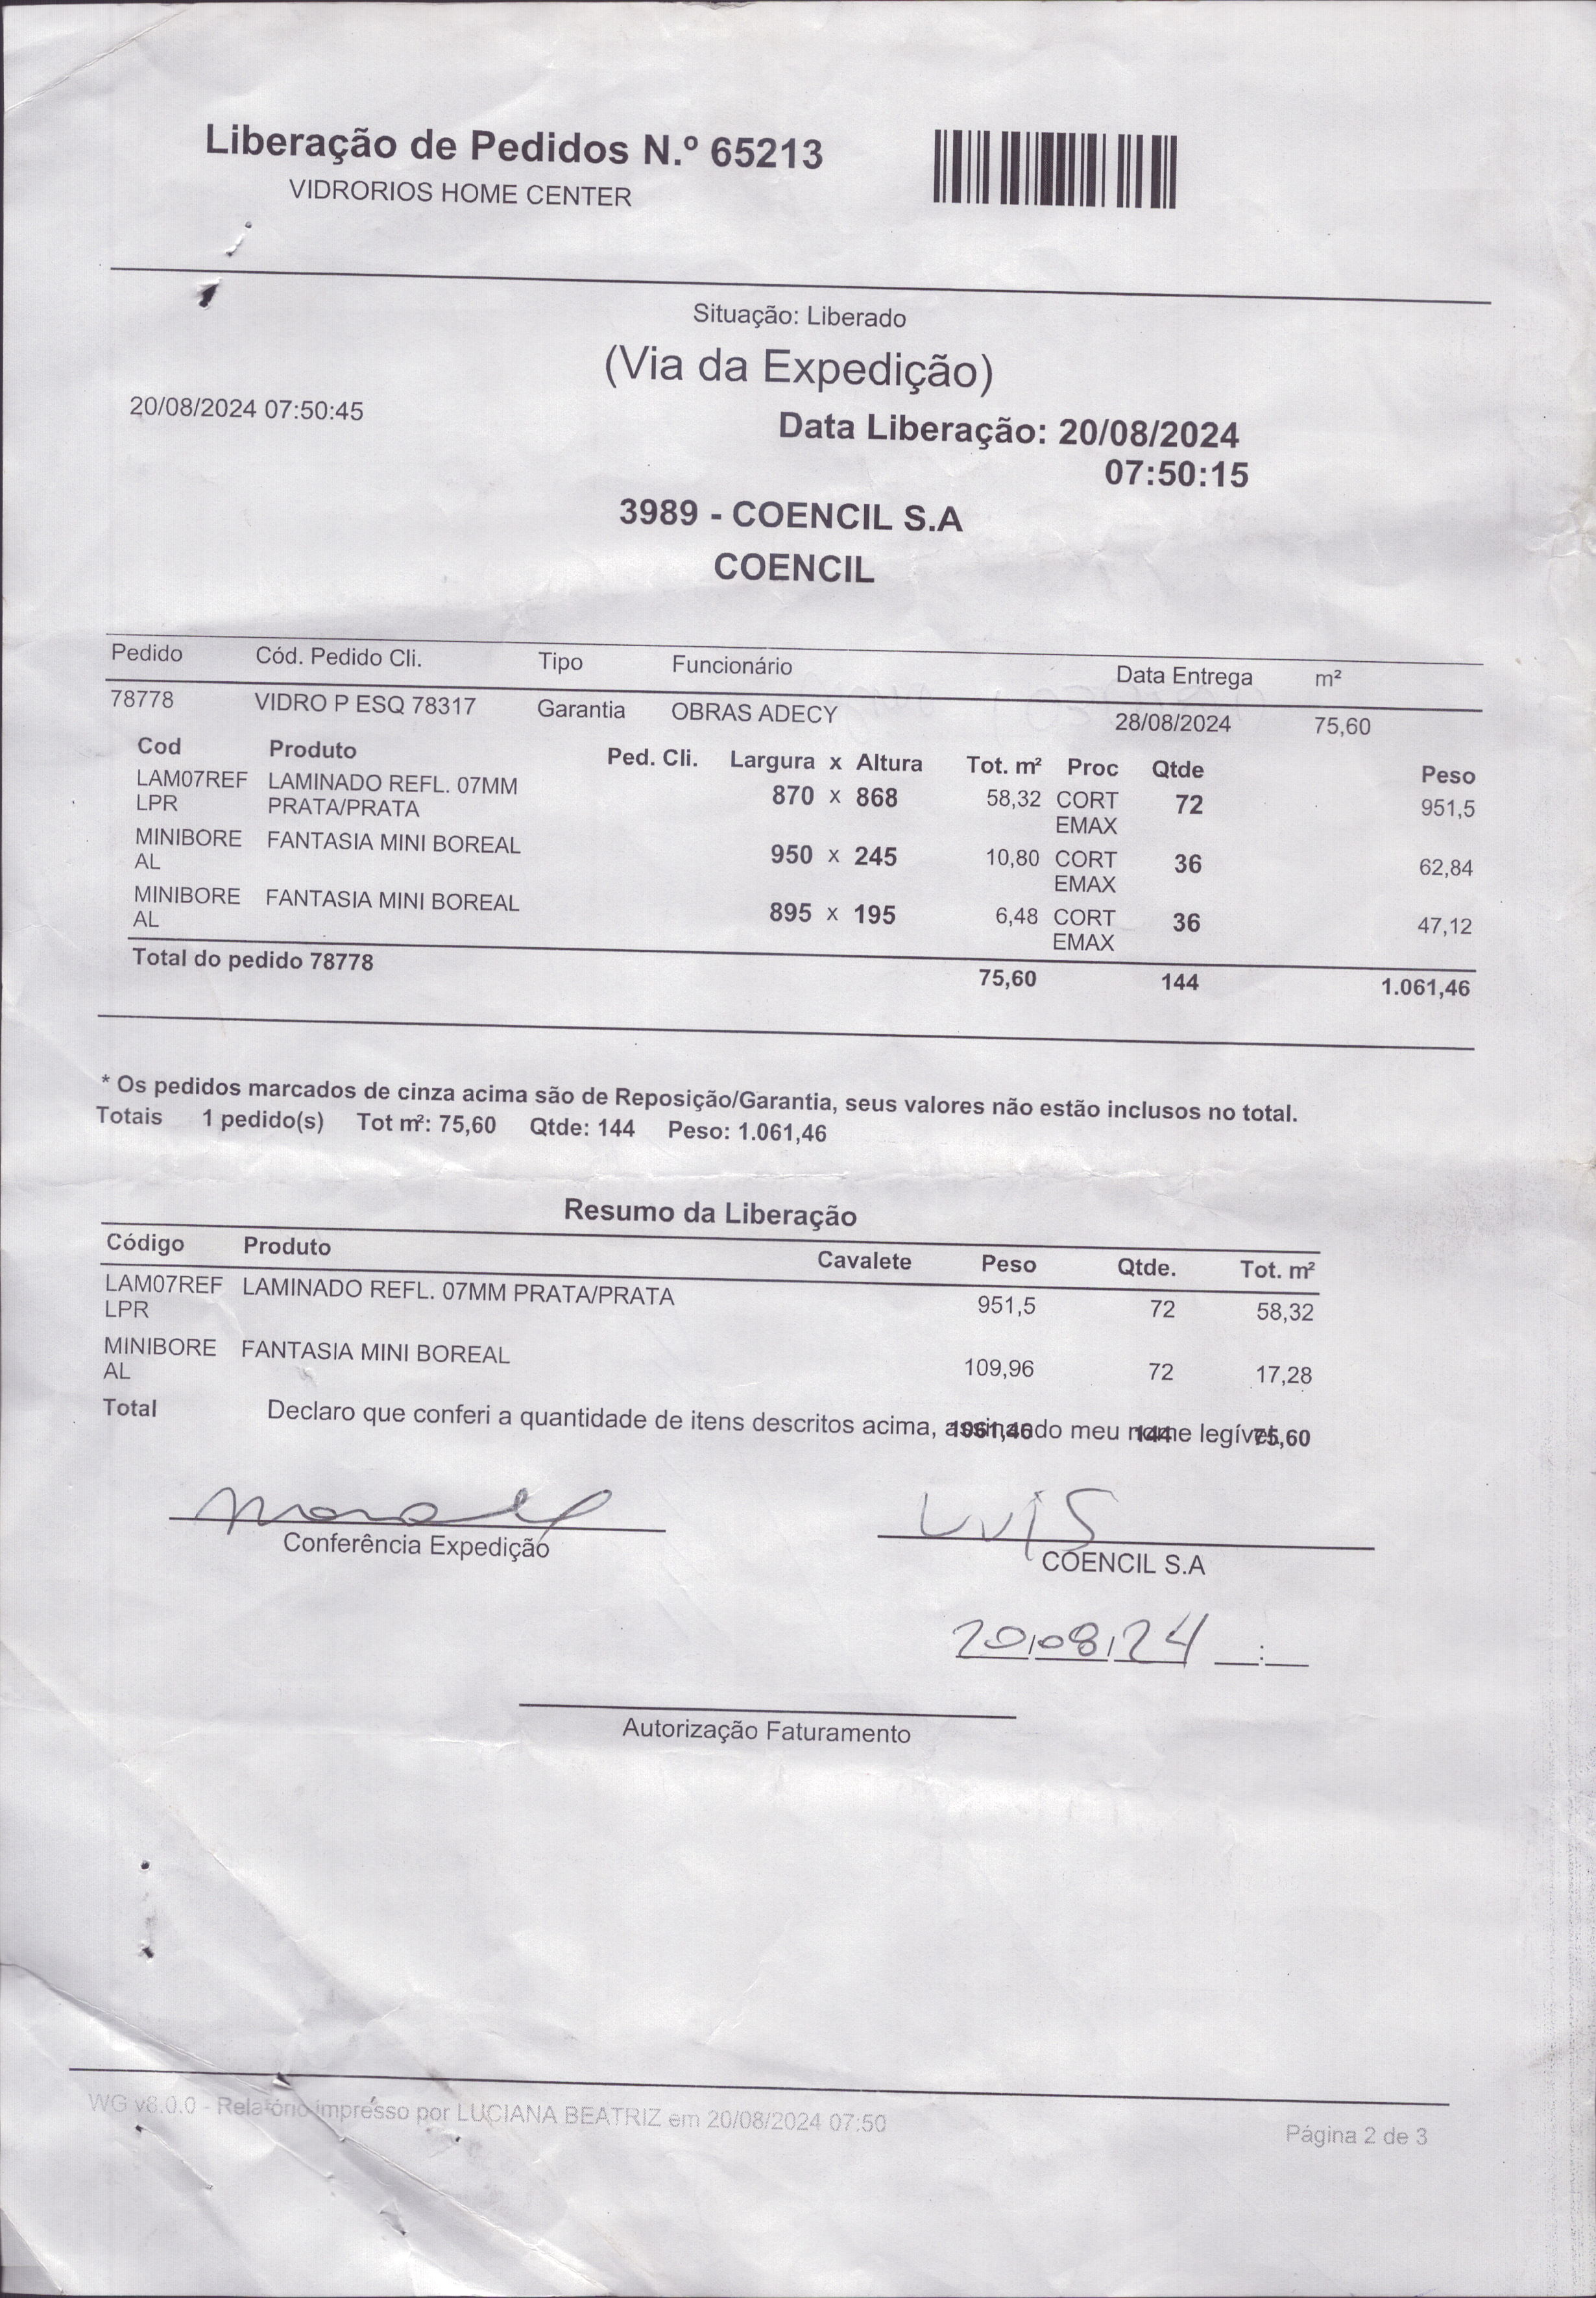 Liberação de Pedidos N.º 65213
VIDRORIOS HOME CENTER
Situação: Liberado
(Via da Expedição)
20/08/2024 07:50:45
Data Liberação: 20/08/2024
07:50:15
3989 - COENCIL S.A
COENCIL
Pedido Cód. Pedido Cli. Tipo Funcionário Data Entrega m²
78778 VIDRO P ESQ 78317 Garantia OBRAS ADECY 28/08/2024 75,60
Cod Produto Ped. Cli. Largura x Altura Tot. m² Proc Qtde Peso
LAM07REF LAMINADO REFL. 07MM 870 x 868 58,32 CORT 72 951,5
LPR PRATA/PRATA EMAX
MINIBORE FANTASIA MINI BOREAL 950 x 245 10,80 CORT 36 62,84
AL EMAX
MINIBORE FANTASIA MINI BOREAL 895 x 195 6,48 CORT 36 47,12
AL EMAX
Total do pedido 78778 75,60 144 1.061,46
* Os pedidos marcados de cinza acima são de Reposição/Garantia, seus valores não estão inclusos no total.
Totais 1 pedido(s) Tot m²: 75,60 Qtde: 144 Peso: 1.061,46
Resumo da Liberação
Código Produto Cavalete Peso Qtde. Tot. m²
LAM07REF LAMINADO REFL. 07MM PRATA/PRATA 951,5 72 58,32
LPR
MINIBORE FANTASIA MINI BOREAL 109,96 72 17,28
AL
Total Declaro que conferi a quantidade de itens descritos acima, assinando meu nome legível. 1061,46 144 75,60
Luis
Conferência Expedição COENCIL S.A
20/08/24 __:__
Autorização Faturamento
WG v8.0.0 - Relatório impresso por LUCIANA BEATRIZ em 20/08/2024 07:50
Página 2 de 3